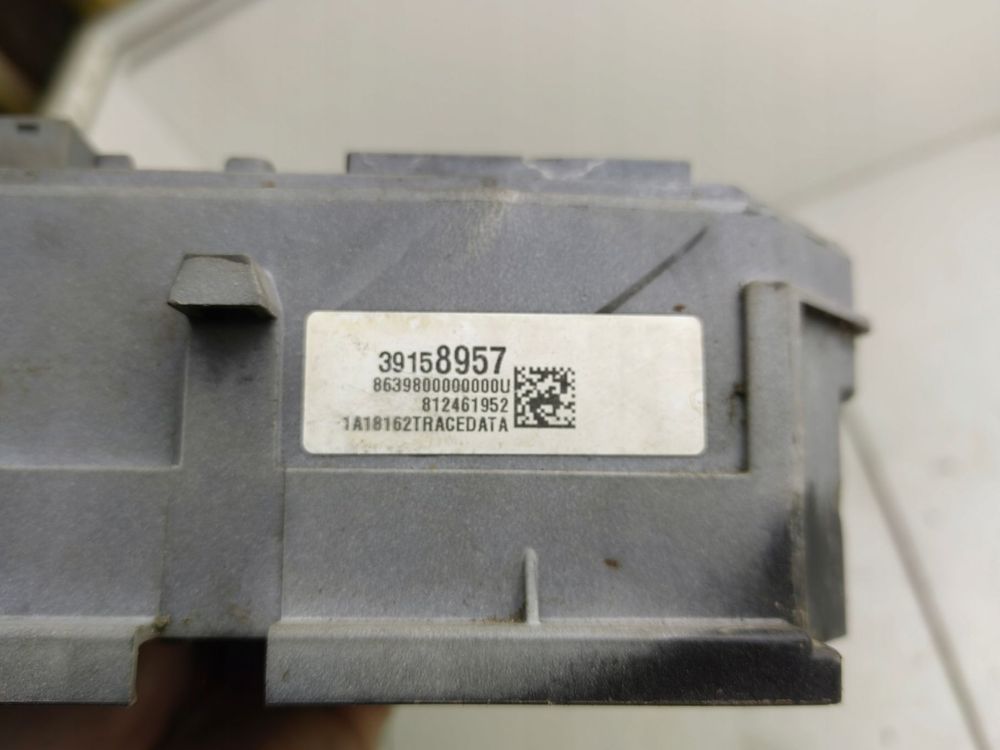 39158957
8639800000000U
812461952
1A18162TRACEDATA